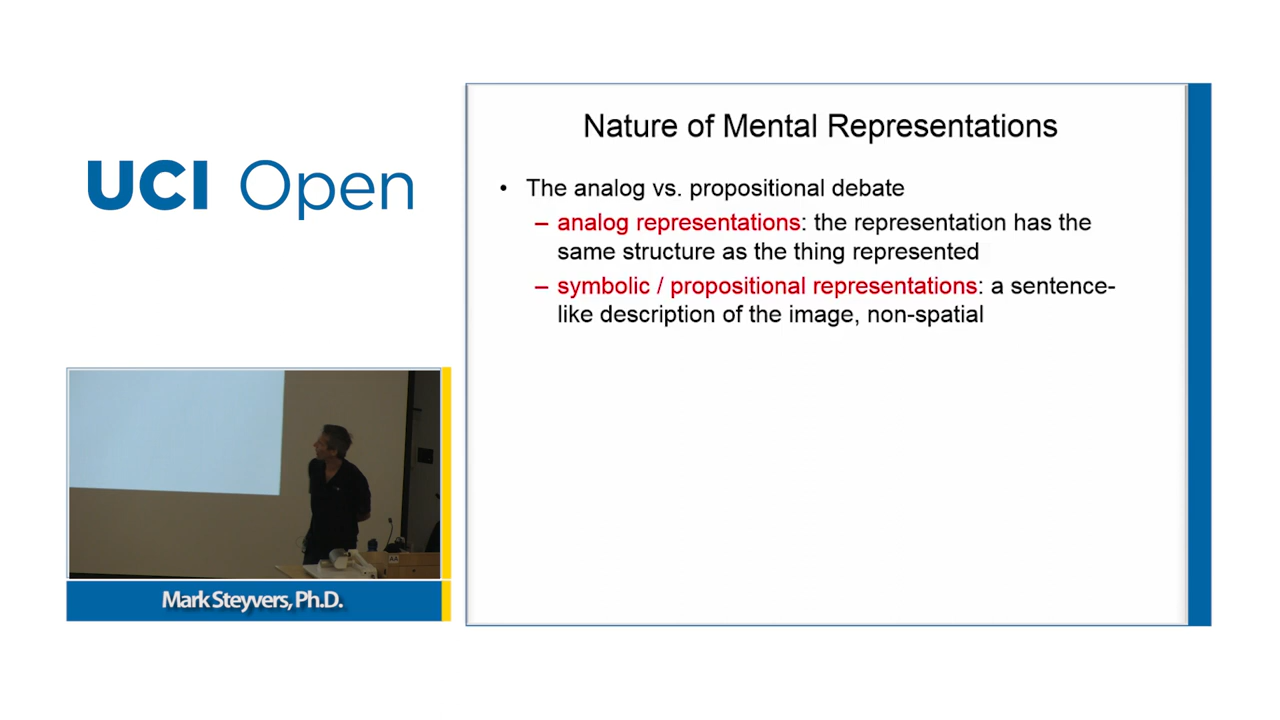 UCI Open
Nature of Mental Representations
• The analog vs. propositional debate
– analog representations: the representation has the
same structure as the thing represented
– symbolic / propositional representations: a sentence-
like description of the image, non-spatial
Mark Steyvers, Ph.D.